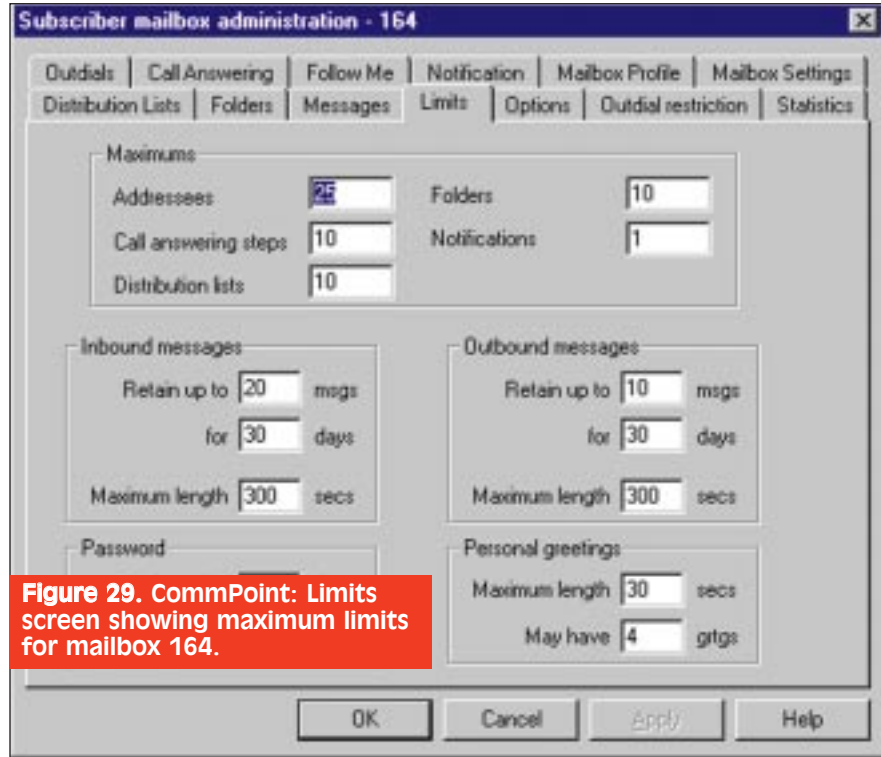 Subscriber mailbox administration - 164
Outdials Call Answering Follow Me Notification Mailbox Profile Mailbox Settings
Distribution Lists Folders Messages Limits Options Outdial restriction Statistics
Maximums
Addressees 25 Folders 10
Call answering steps 10 Notifications 1
Distribution lists 10
Inbound messages
Retain up to 20 msgs
for 30 days
Maximum length 300 secs
Outbound messages
Retain up to 10 msgs
for 30 days
Maximum length 300 secs
Password
Personal greetings
Maximum length 30 secs
May have 4 grtgs
Figure 29. CommPoint: Limits
screen showing maximum limits
for mailbox 164.
OK Cancel Apply Help